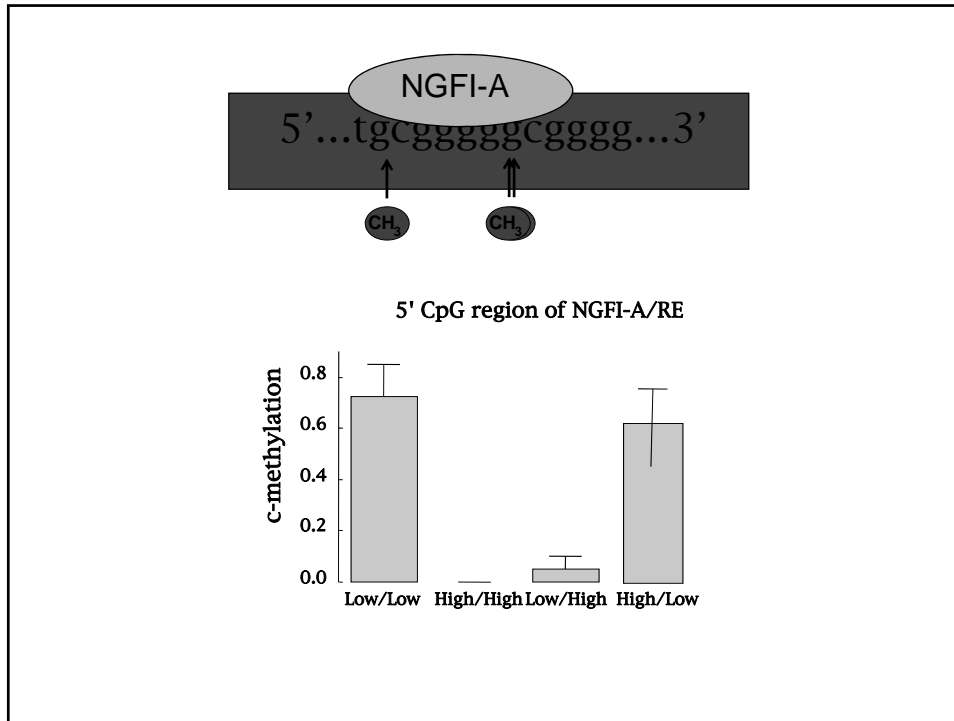 NGFI-A
5’...tgcgggggcgggg...3’
CH3 CH3
5' CpG region of NGFI-A/RE
c-methylation
0.8
0.6
0.4
0.2
0.0
Low/Low High/High Low/High High/Low